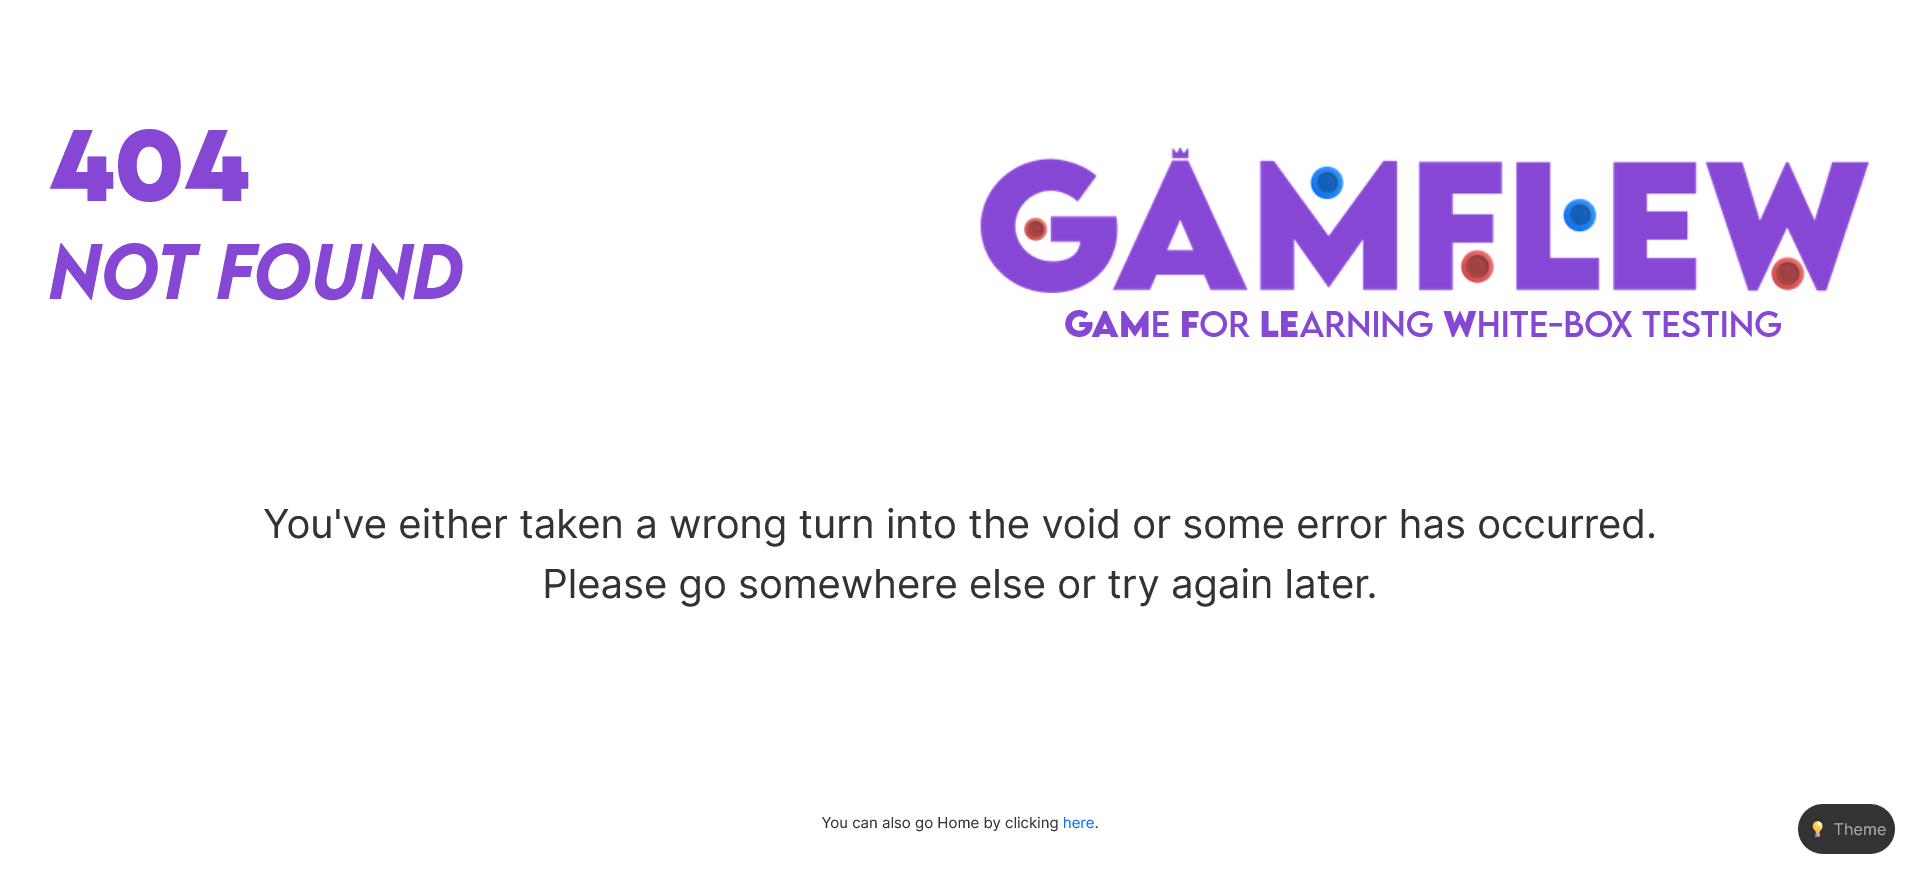 404
NOT FOUND
GAMFLEW
GAME FOR LEARNING WHITE-BOX TESTING
You've either taken a wrong turn into the void or some error has occurred.
Please go somewhere else or try again later.
You can also go Home by clicking here.
💡 Theme